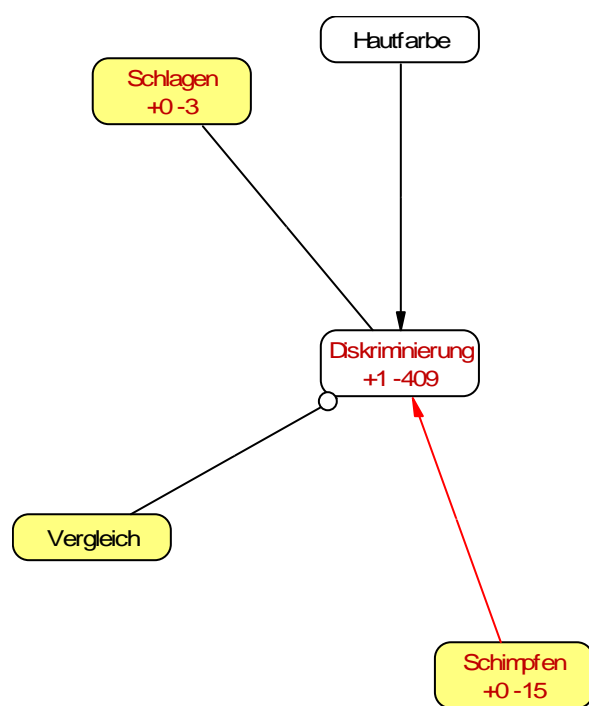 Hautfarbe
Schlagen
+0 -3
Diskriminierung
+1 -409
Vergleich
Schimpfen
+0 -15